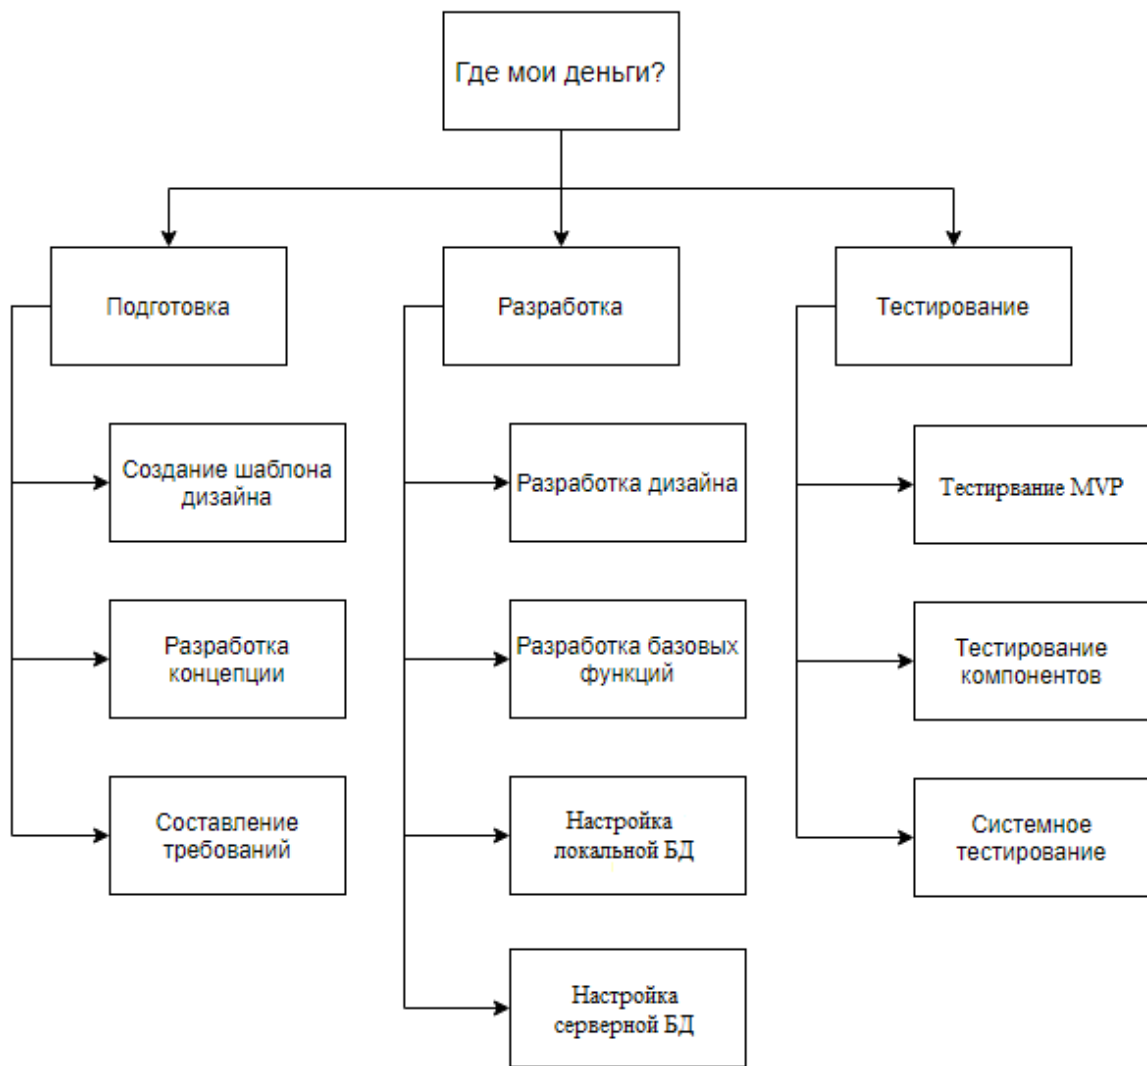 Где мои деньги?
Подготовка
Разработка
Тестирование
Создание шаблона
дизайна
Разработка
концепции
Составление
требований
Разработка дизайна
Разработка базовых
функций
Настройка
локальной БД
Настройка
серверной БД
Тестирвание MVP
Тестирование
компонентов
Системное
тестирование